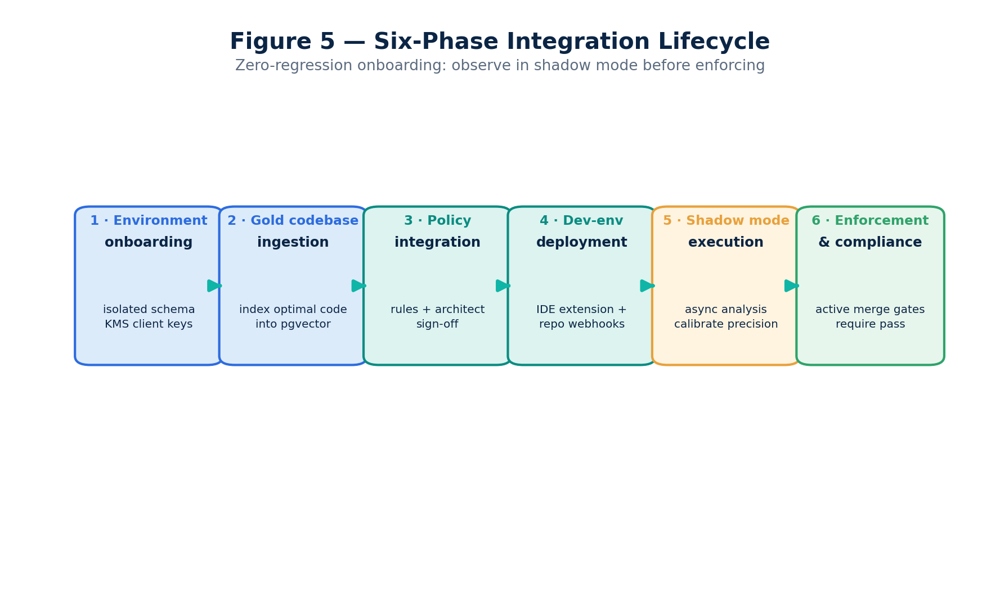 Figure 5 — Six-Phase Integration Lifecycle
Zero-regression onboarding: observe in shadow mode before enforcing
1 · Environment
onboarding
isolated schema
KMS client keys
2 · Gold codebase
ingestion
index optimal code
into pgvector
3 · Policy
integration
rules + architect
sign-off
4 · Dev-env
deployment
IDE extension +
repo webhooks
5 · Shadow mode
execution
async analysis
calibrate precision
6 · Enforcement
& compliance
active merge gates
require pass